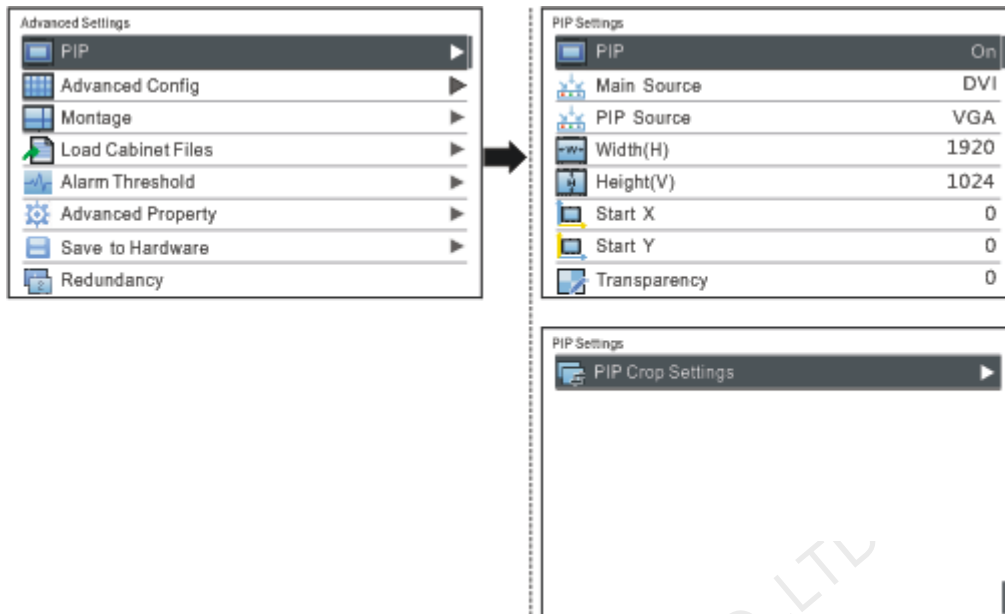 Advanced Settings
PIP
Advanced Config
Montage
Load Cabinet Files
Alarm Threshold
Advanced Property
Save to Hardware
Redundancy
PIP Settings
PIP On
Main Source DVI
PIP Source VGA
Width(H) 1920
Height(V) 1024
Start X 0
Start Y 0
Transparency 0
PIP Settings
PIP Crop Settings
LTD